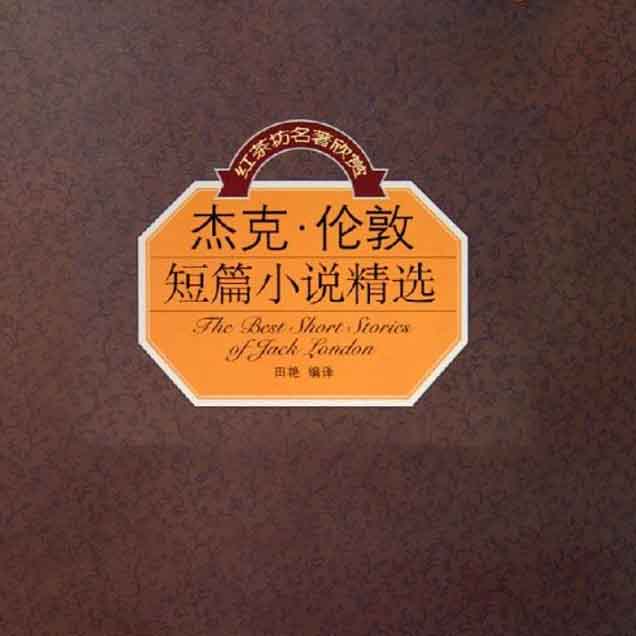 红茶坊名著欣赏
杰克·伦敦
短篇小说精选
The Best Short Stories
of Jack London
田艳 编译